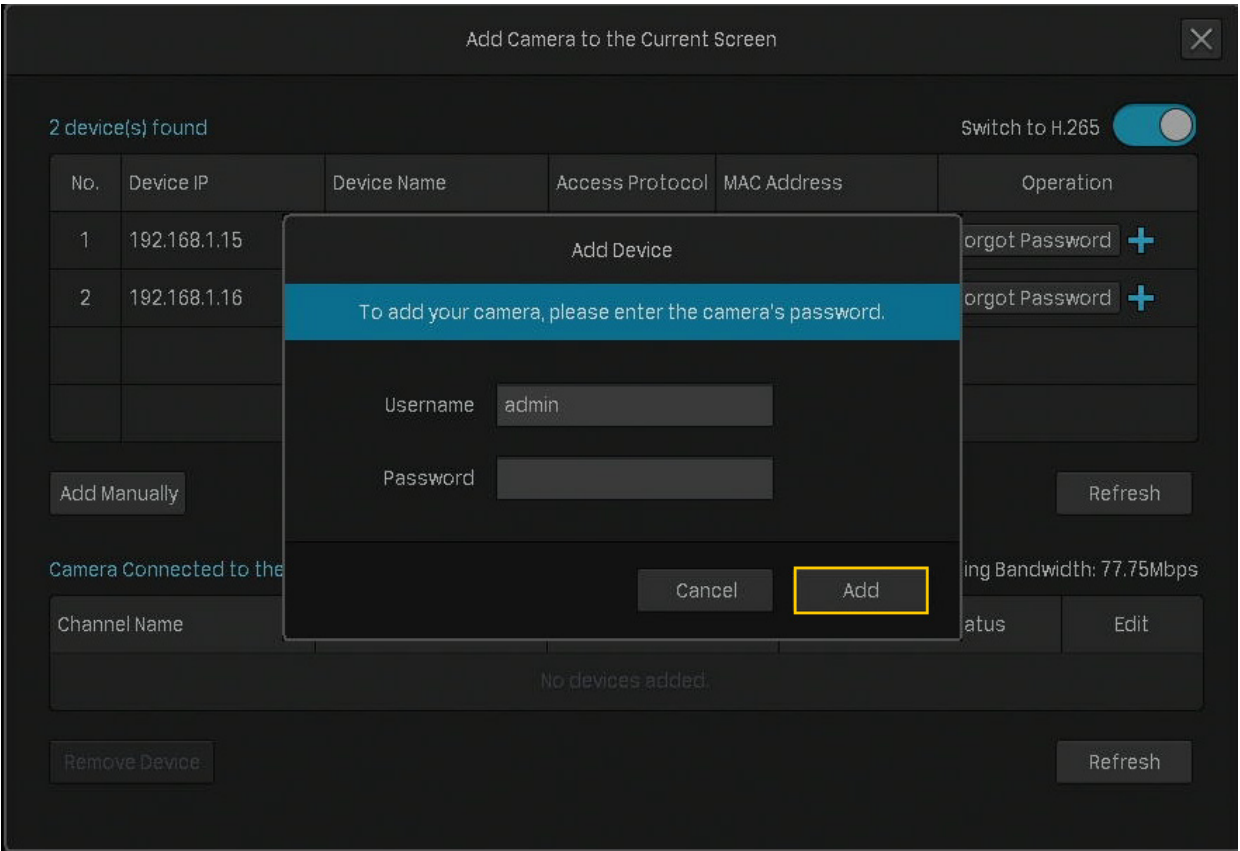 Add Camera to the Current Screen
2 device(s) found
Switch to H.265
No. Device IP Device Name Access Protocol MAC Address Operation
1 192.168.1.15 orgot Password
2 192.168.1.16 orgot Password
Add Device
To add your camera, please enter the camera's password.
Username admin
Password
Cancel Add
Add Manually Refresh
Camera Connected to the ing Bandwidth: 77.75Mbps
Channel Name atus Edit
No devices added.
Remove Device Refresh